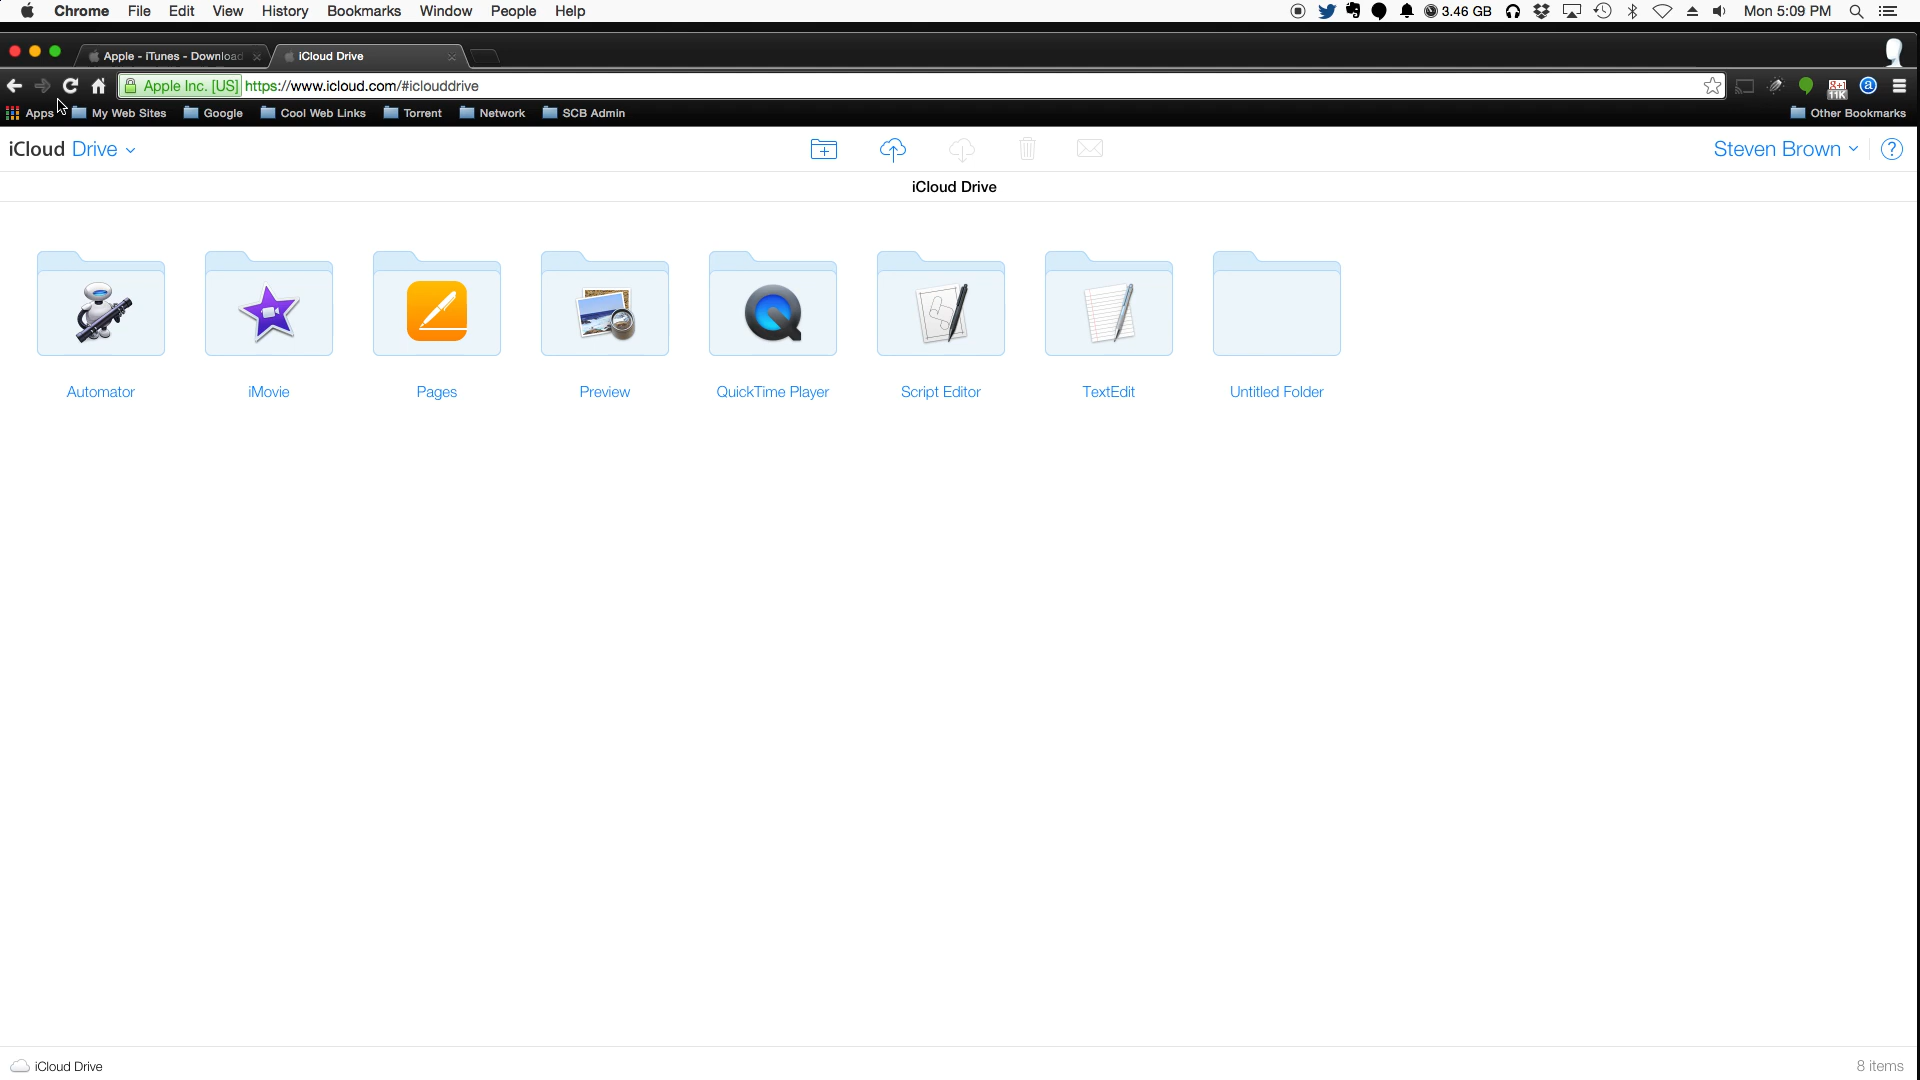 Chrome File Edit View History Bookmarks Window People Help 3.46 GB Mon 5:09 PM
Apple - iTunes - Download iCloud Drive
Apple Inc. [US] https://www.icloud.com/#iclouddrive 11K a
Apps My Web Sites Google Cool Web Links Torrent Network SCB Admin Other Bookmarks
iCloud Drive Steven Brown ?
iCloud Drive
Automator iMovie Pages Preview QuickTime Player Script Editor TextEdit Untitled Folder
iCloud Drive 8 items